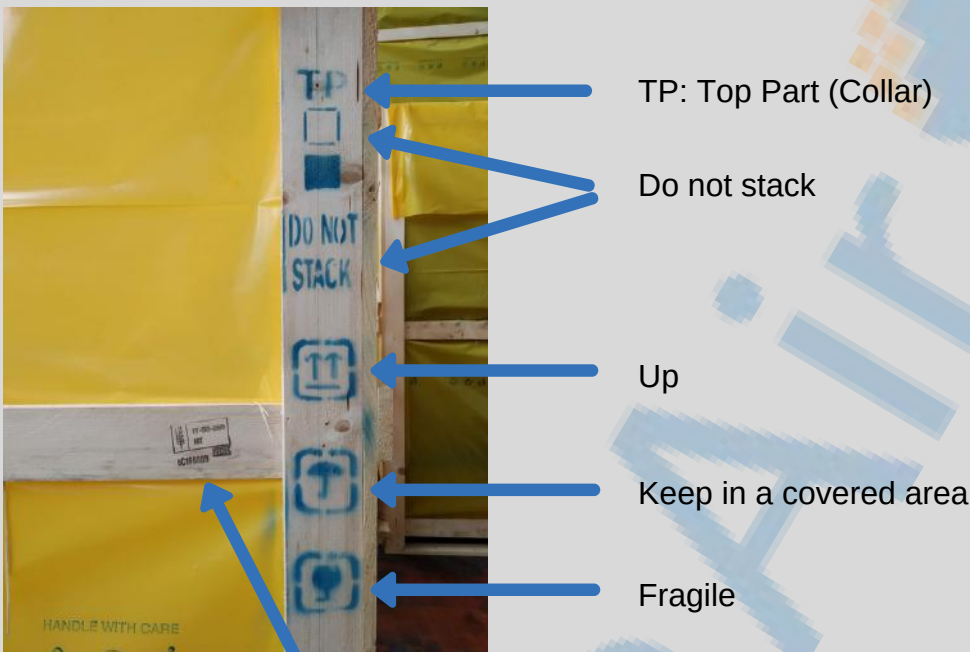 TP
DO NOT
STACK
HANDLE WITH CARE
TP: Top Part (Collar)
Do not stack
Up
Keep in a covered area
Fragile
Air